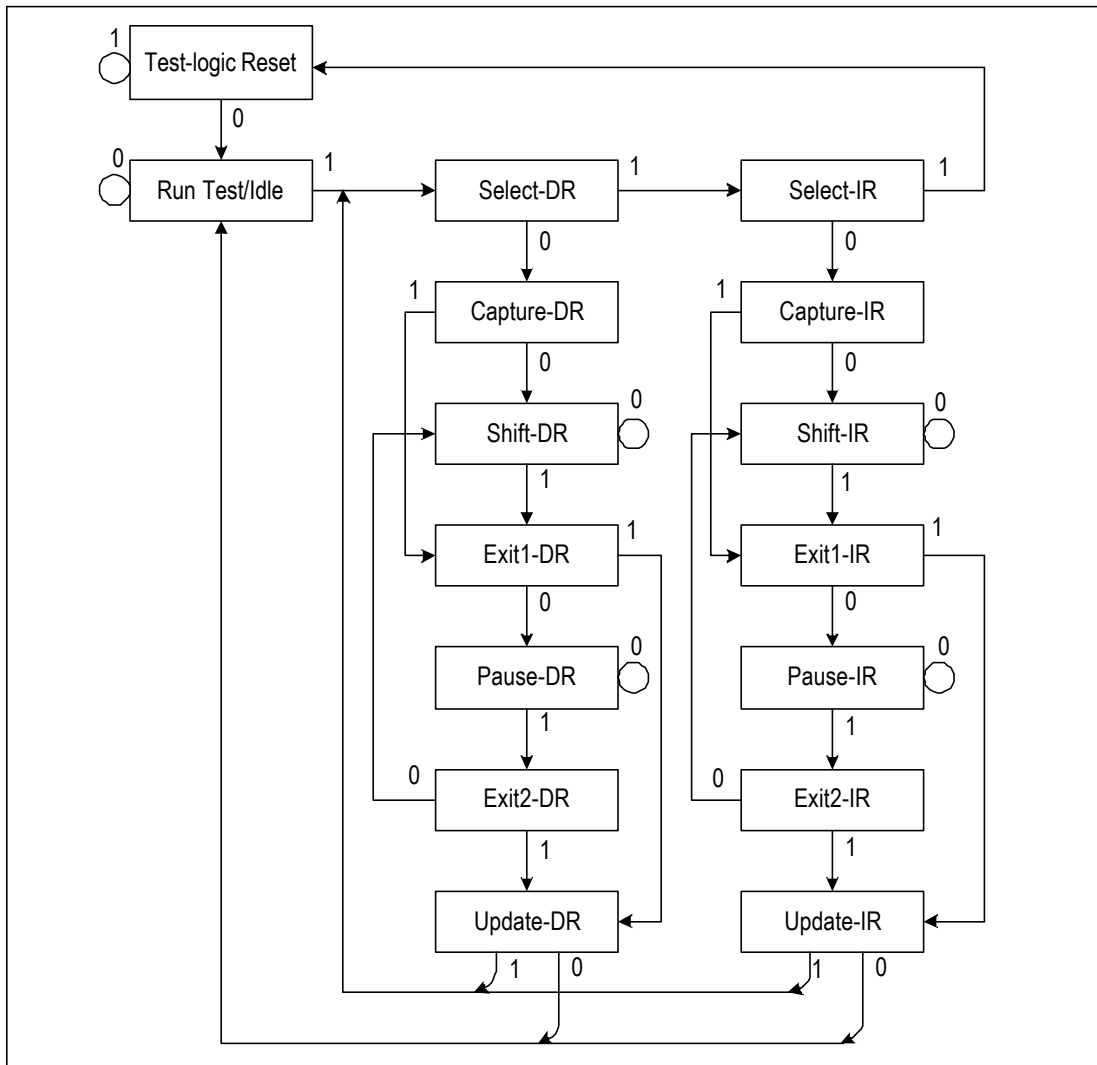 1
Test-logic Reset
0
0
Run Test/Idle
1
Select-DR
1
Select-IR
1
0
0
1
Capture-DR
1
Capture-IR
0
0
Shift-DR
0
Shift-IR
0
1
1
Exit1-DR
1
Exit1-IR
1
0
0
Pause-DR
0
Pause-IR
0
1
1
0
Exit2-DR
0
Exit2-IR
1
1
Update-DR
Update-IR
1
0
1
0